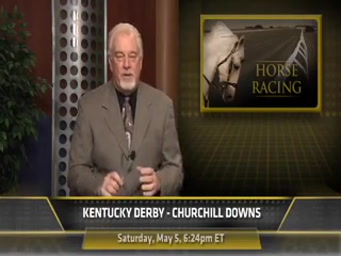 HORSE
RACING
KENTUCKY DERBY - CHURCHILL DOWNS
Saturday, May 5, 6:24pm ET